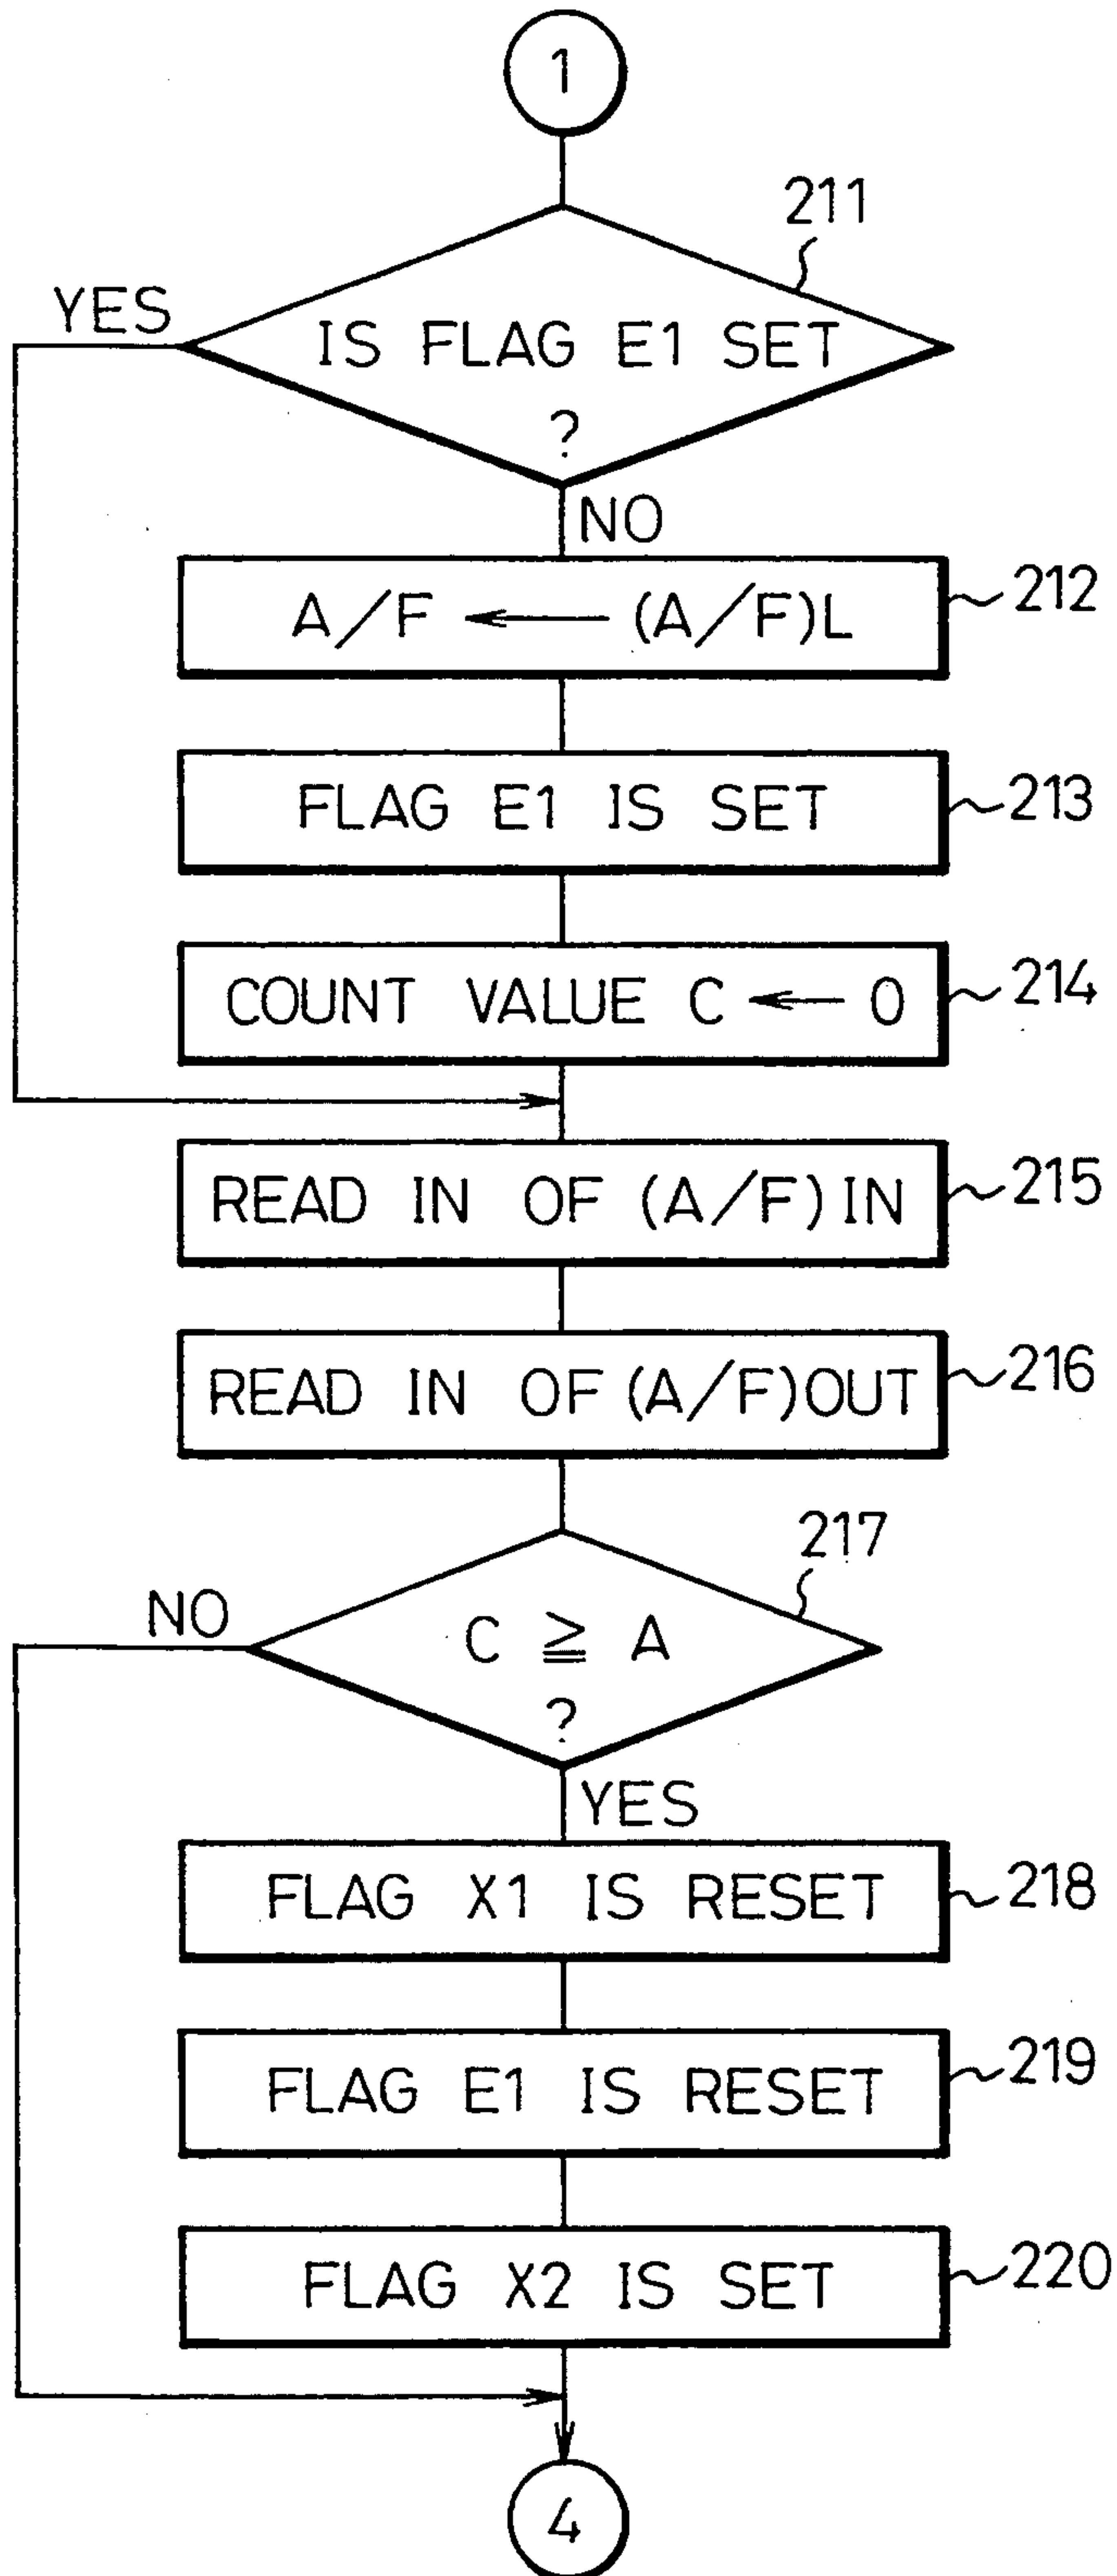 1
211
YES
IS FLAG E1 SET
?
NO
A/F ← (A/F)L
212
FLAG E1 IS SET
213
COUNT VALUE C ← 0
214
READ IN OF (A/F) IN
215
READ IN OF (A/F)OUT
216
217
NO
C ≧ A
?
YES
FLAG X1 IS RESET
218
FLAG E1 IS RESET
219
FLAG X2 IS SET
220
4